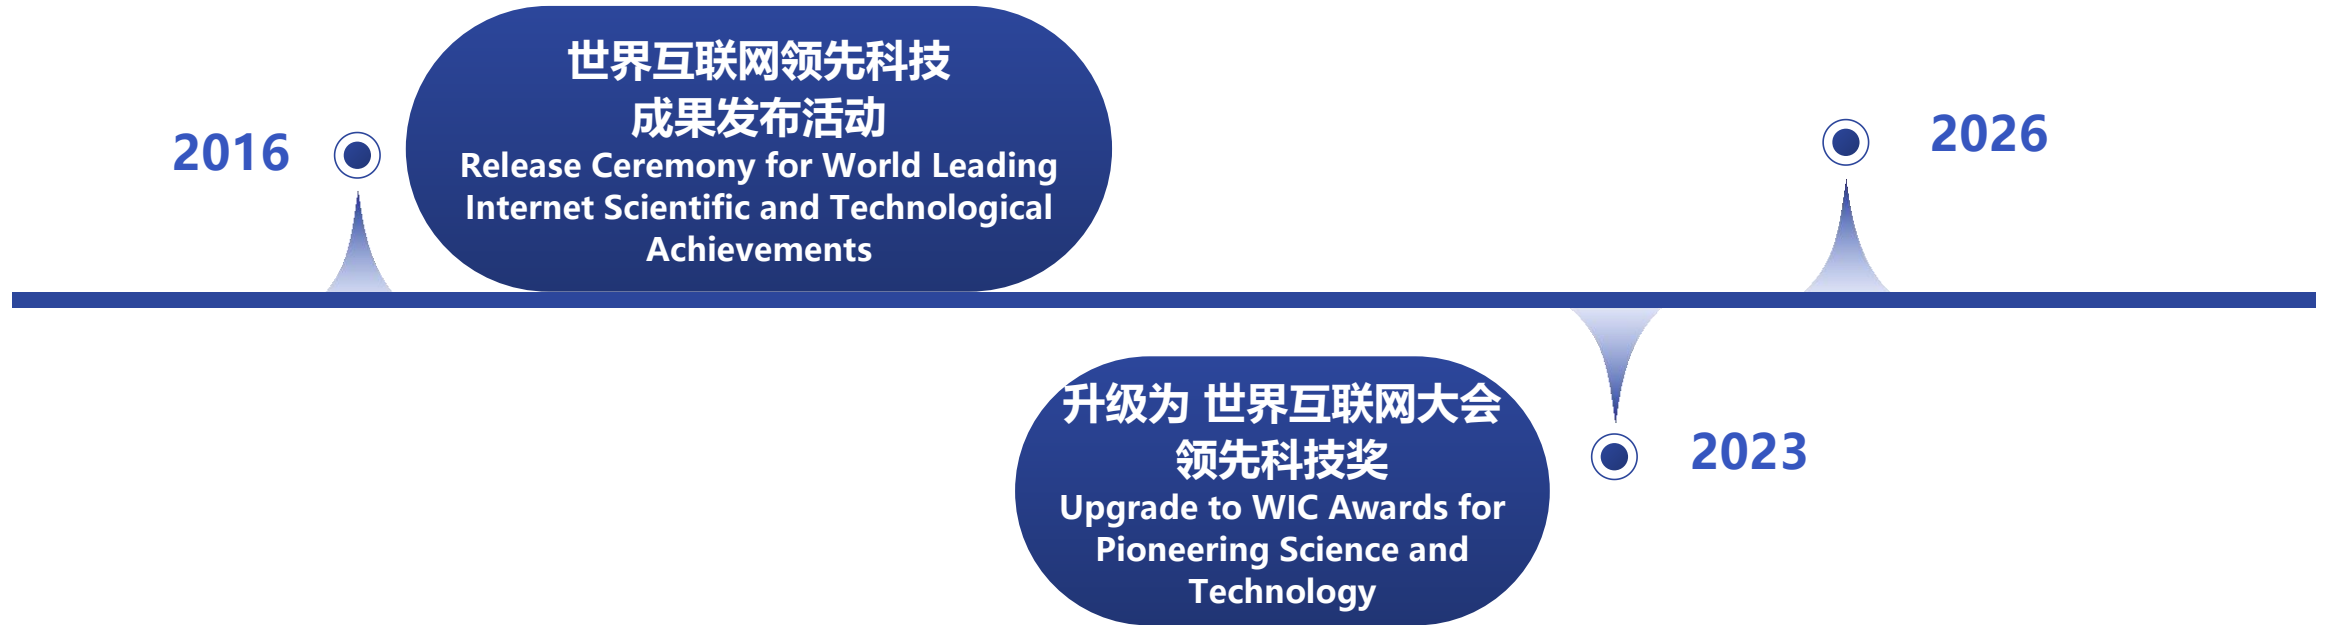 2016
世界互联网领先科技
成果发布活动
Release Ceremony for World Leading
Internet Scientific and Technological
Achievements
2026
升级为 世界互联网大会
领先科技奖
Upgrade to WIC Awards for
Pioneering Science and
Technology
2023